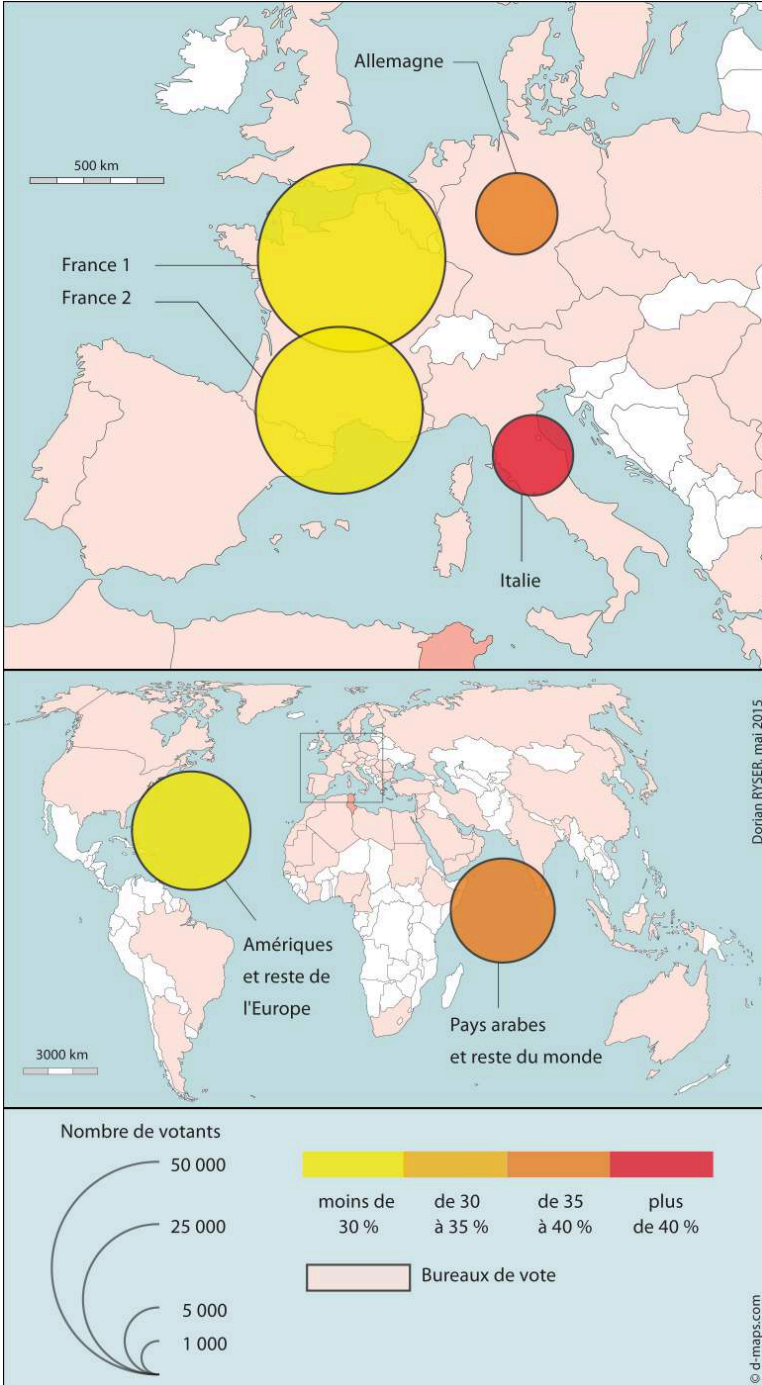 Allemagne
500 km
France 1
France 2
Italie
Dorian RYSER, mai 2015
Amériques
et reste de
l'Europe
Pays arabes
et reste du monde
3000 km
Nombre de votants
50 000
25 000
5 000
1 000
moins de
30 %
de 30
à 35 %
de 35
à 40 %
plus
de 40 %
Bureaux de vote
© d-maps.com